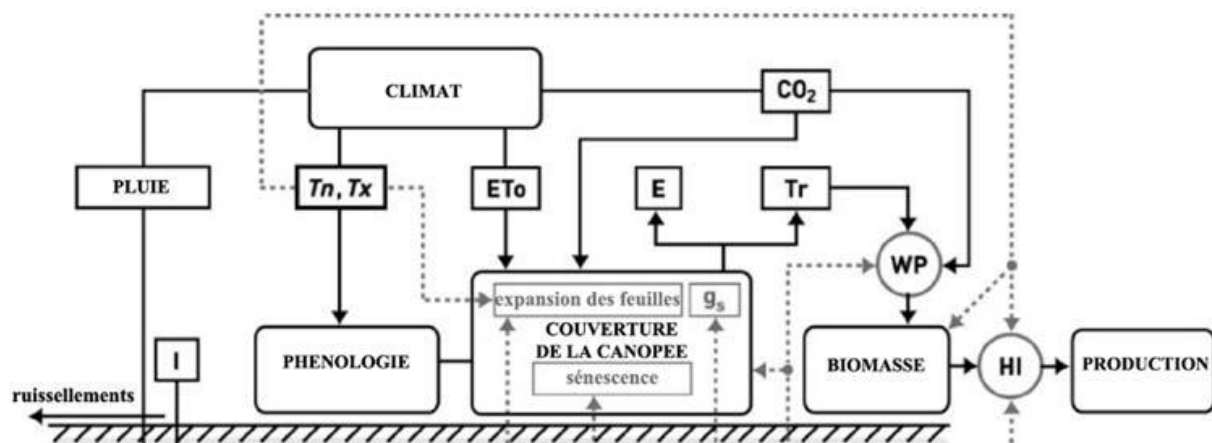 CLIMAT
CO₂
PLUIE
Tn, Tx
ETo
E
Tr
WP
expansion des feuilles
gs
COUVERTURE
DE LA CANOPEE
PHENOLOGIE
sénescence
BIOMASSE
HI
PRODUCTION
I
ruissellements